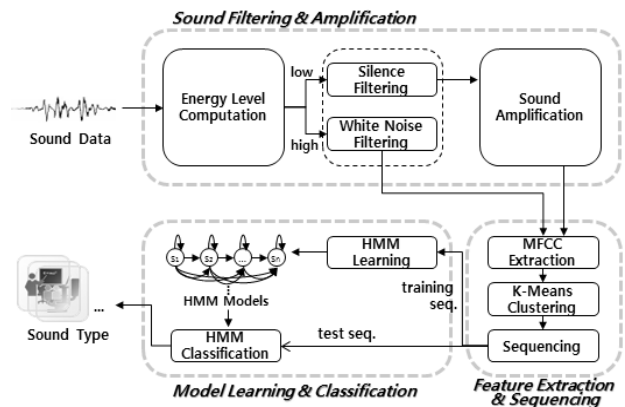 Sound Filtering & Amplification
Sound Data
Energy Level
Computation
low
high
Silence
Filtering
White Noise
Filtering
Sound
Amplification
MFCC
Extraction
K-Means
Clustering
Sequencing
Feature Extraction
& Sequencing
HMM
Learning
training
seq.
test seq.
S1
S2
...
Sn
HMM Models
HMM
Classification
Model Learning & Classification
...
Sound Type